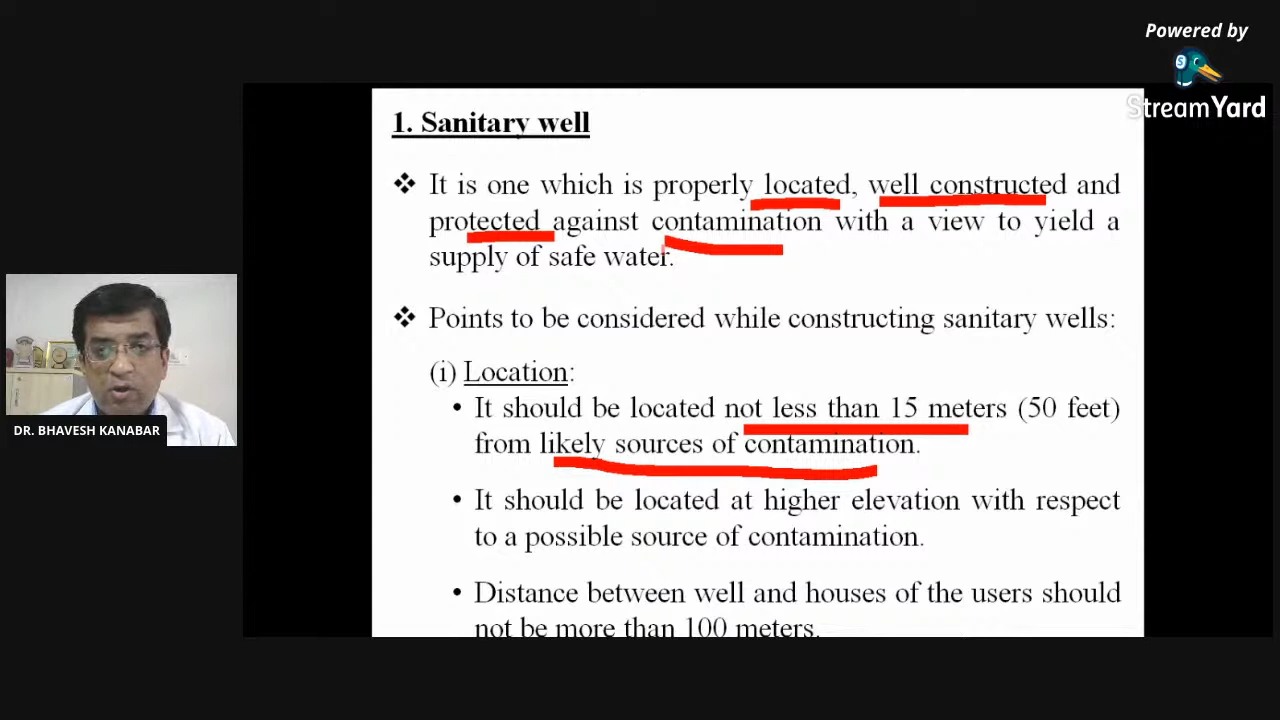 Powered by
StreamYard
1. Sanitary well
❖ It is one which is properly located, well constructed and
protected against contamination with a view to yield a
supply of safe water.
❖ Points to be considered while constructing sanitary wells:
(i) Location:
• It should be located not less than 15 meters (50 feet)
from likely sources of contamination.
• It should be located at higher elevation with respect
to a possible source of contamination.
• Distance between well and houses of the users should
not be more than 100 meters.
DR. BHAVESH KANABAR